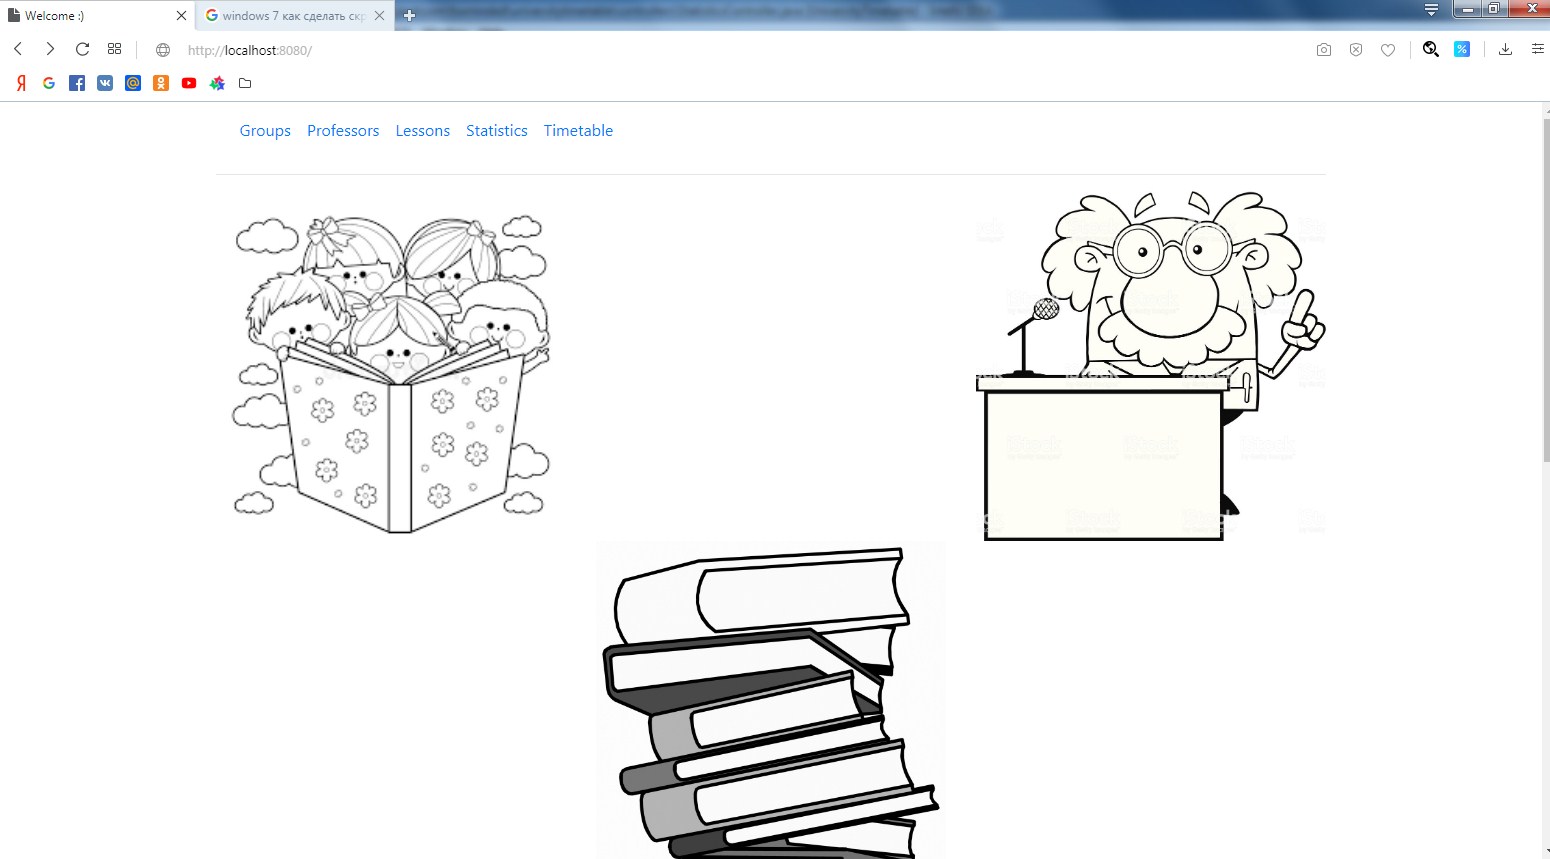 Welcome :)
windows 7 как сделать скр
http://localhost:8080/
Groups Professors Lessons Statistics Timetable